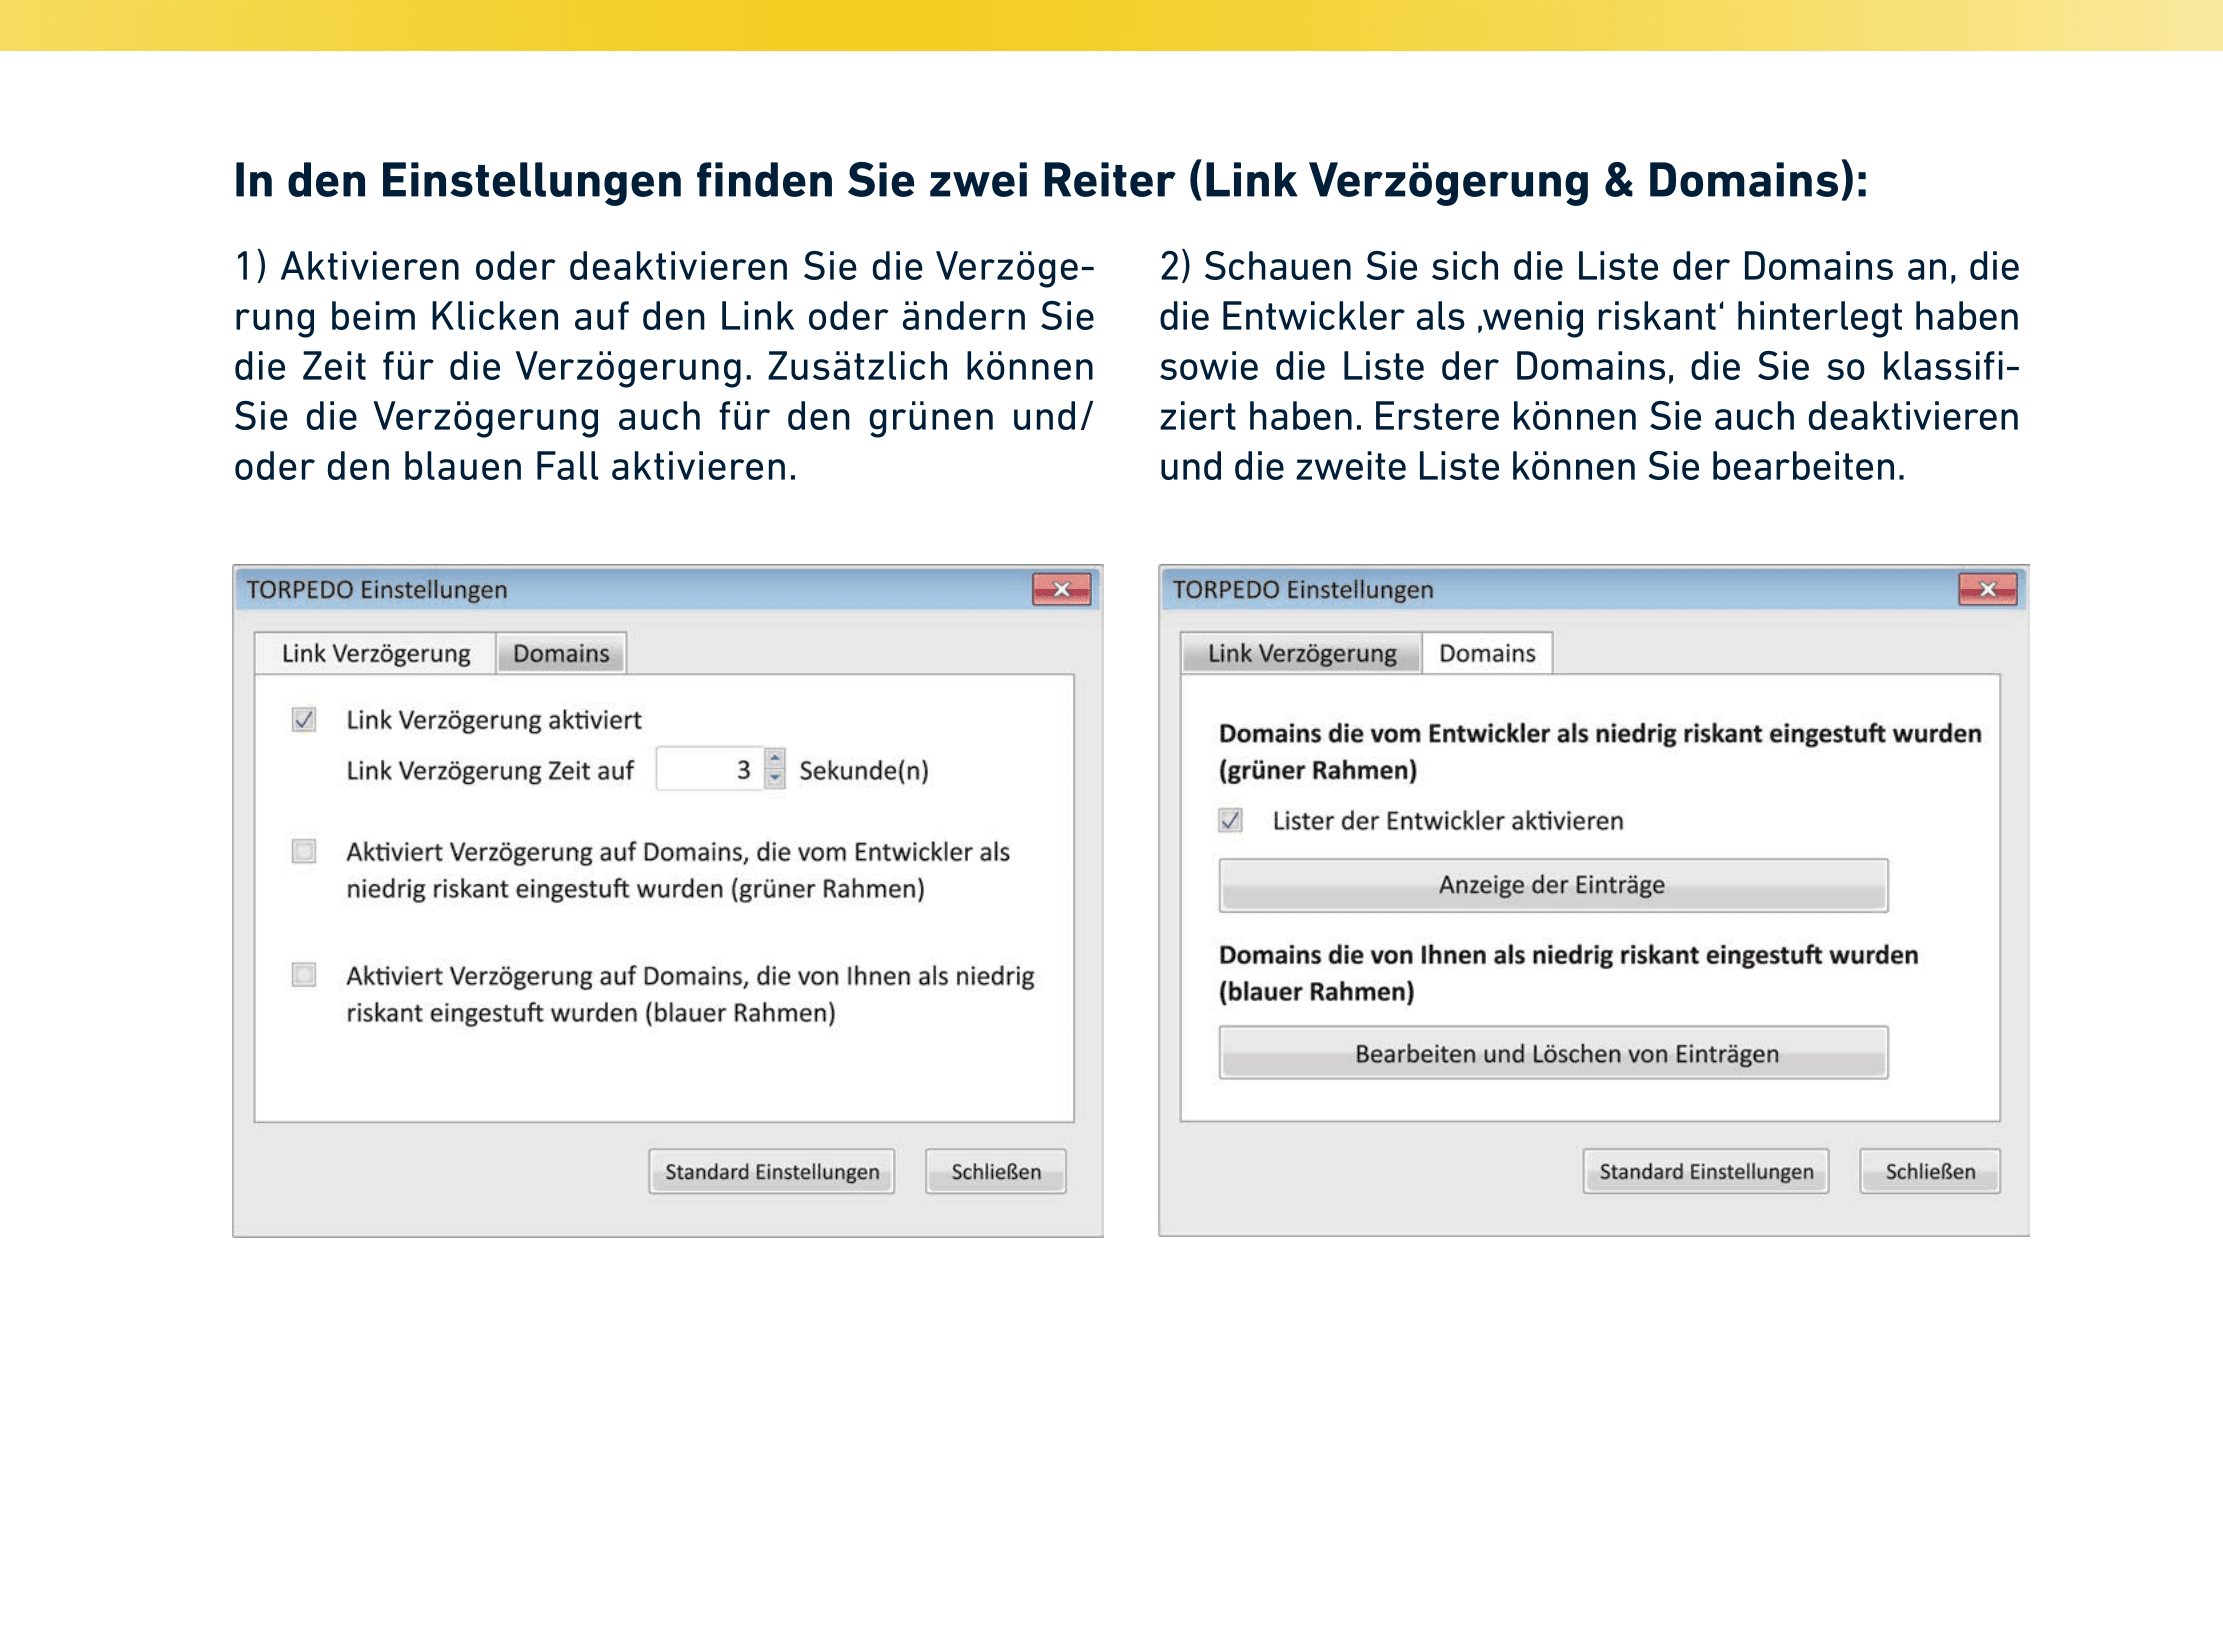 In den Einstellungen finden Sie zwei Reiter (Link Verzögerung & Domains):
1) Aktivieren oder deaktivieren Sie die Verzöge-
rung beim Klicken auf den Link oder ändern Sie
die Zeit für die Verzögerung. Zusätzlich können
Sie die Verzögerung auch für den grünen und/
oder den blauen Fall aktivieren.
2) Schauen Sie sich die Liste der Domains an, die
die Entwickler als ‚wenig riskant‘ hinterlegt haben
sowie die Liste der Domains, die Sie so klassifi-
ziert haben. Erstere können Sie auch deaktivieren
und die zweite Liste können Sie bearbeiten.
TORPEDO Einstellungen
Link Verzögerung Domains
Link Verzögerung aktiviert
Link Verzögerung Zeit auf 3 Sekunde(n)
Aktiviert Verzögerung auf Domains, die vom Entwickler als
niedrig riskant eingestuft wurden (grüner Rahmen)
Aktiviert Verzögerung auf Domains, die von Ihnen als niedrig
riskant eingestuft wurden (blauer Rahmen)
Standard Einstellungen Schließen
TORPEDO Einstellungen
Link Verzögerung Domains
Domains die vom Entwickler als niedrig riskant eingestuft wurden
(grüner Rahmen)
Lister der Entwickler aktivieren
Anzeige der Einträge
Domains die von Ihnen als niedrig riskant eingestuft wurden
(blauer Rahmen)
Bearbeiten und Löschen von Einträgen
Standard Einstellungen Schließen